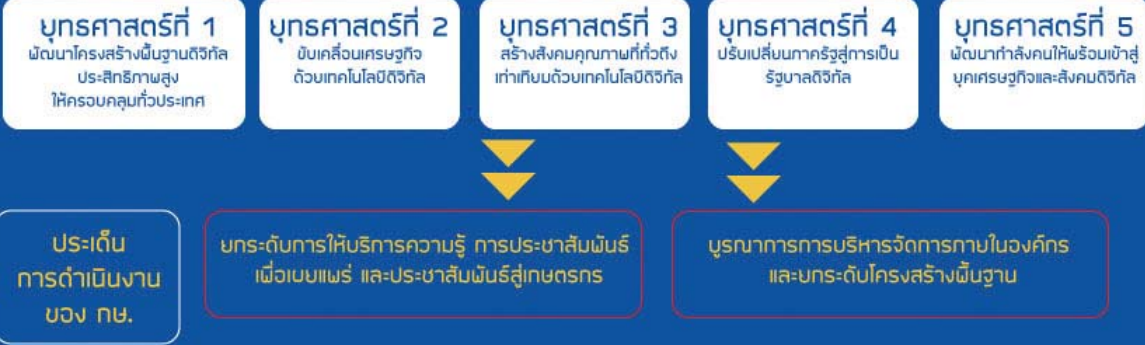 ยุทธศาสตร์ที่ 1
พัฒนาโครงสร้างพื้นฐานดิจิทัล
ประสิทธิภาพสูง
ให้ครอบคลุมทั่วประเทศ
ยุทธศาสตร์ที่ 2
ขับเคลื่อนเศรษฐกิจ
ด้วยเทคโนโลยีดิจิทัล
ยุทธศาสตร์ที่ 3
สร้างสังคมคุณภาพที่ทั่วถึง
เท่าเทียมด้วยเทคโนโลยีดิจิทัล
ยุทธศาสตร์ที่ 4
ปรับเปลี่ยนภาครัฐสู่การเป็น
รัฐบาลดิจิทัล
ยุทธศาสตร์ที่ 5
พัฒนากำลังคนให้พร้อมเข้าสู่
ยุคเศรษฐกิจและสังคมดิจิทัล
ประเด็น
การดำเนินงาน
ของ กษ.
ยกระดับการให้บริการความรู้ การประชาสัมพันธ์
เพื่อเผยแพร่ และประชาสัมพันธ์สู่เกษตรกร
บูรณาการการบริหารจัดการภายในองค์กร
และยกระดับโครงสร้างพื้นฐาน